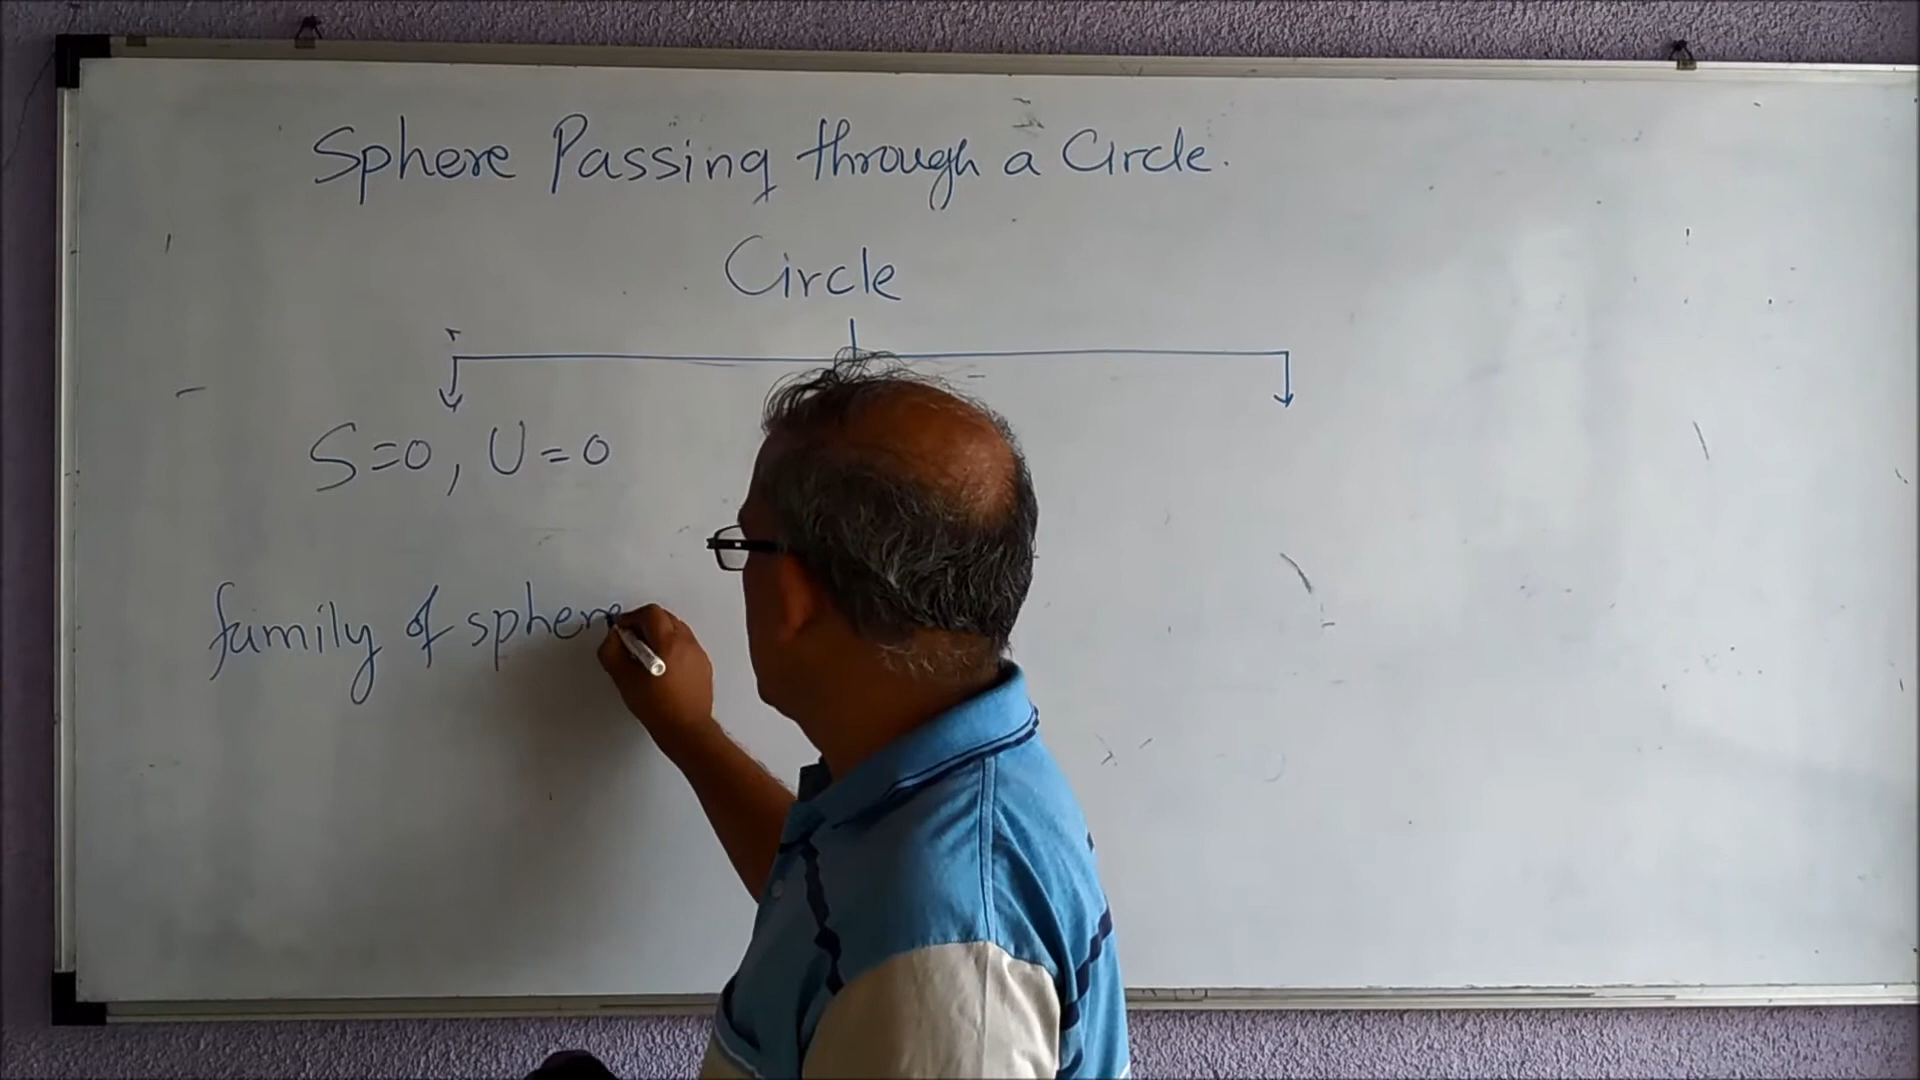 Sphere Passing through a Circle.
Circle
S=0, U=0
family of sphere